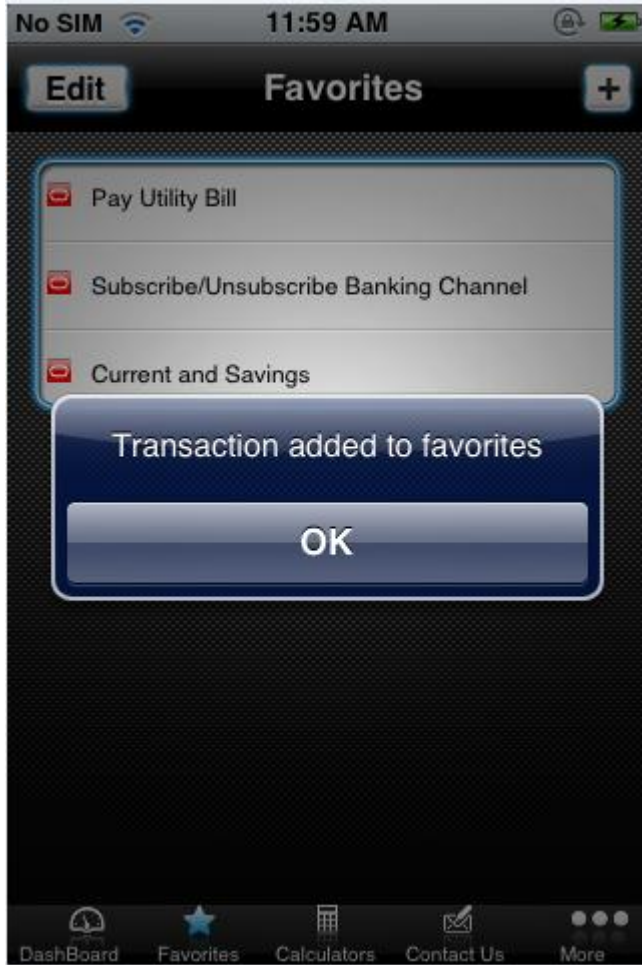 No SIM 11:59 AM
Edit Favorites +
Pay Utility Bill
Subscribe/Unsubscribe Banking Channel
Current and Savings
Transaction added to favorites
OK
DashBoard Favorites Calculators Contact Us More